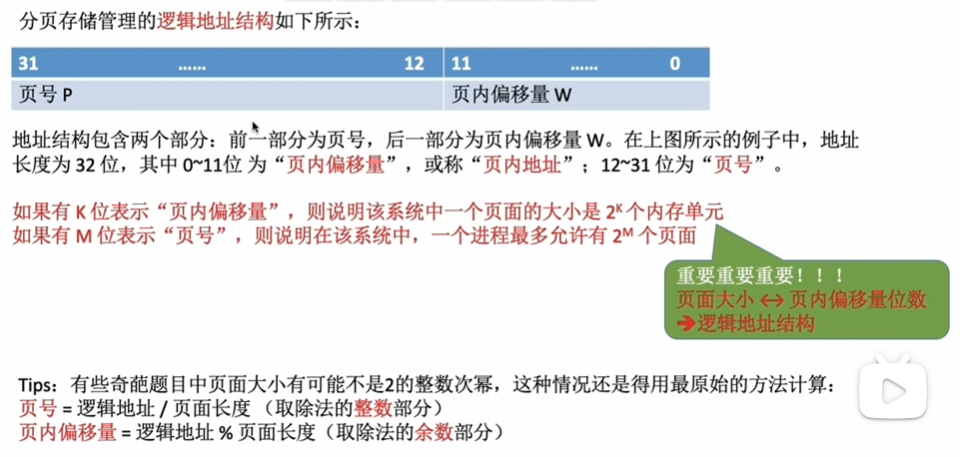 分页存储管理的逻辑地址结构如下所示：
31 …… 12 11 …… 0
页号 P 页内偏移量 W
地址结构包含两个部分：前一部分为页号，后一部分为页内偏移量 W。在上图所示的例子中，地址
长度为 32 位，其中 0~11位 为“页内偏移量”，或称“页内地址”；12~31 位为“页号”。
如果有 K 位表示“页内偏移量”，则说明该系统中一个页面的大小是 2ᴷ 个内存单元
如果有 M 位表示“页号”，则说明在该系统中，一个进程最多允许有 2ᴹ 个页面
重要重要重要！！！
页面大小 ↔ 页内偏移量位数
➔逻辑地址结构
Tips：有些奇葩题目中页面大小有可能不是2的整数次幂，这种情况还是得用最原始的方法计算：
页号 = 逻辑地址 / 页面长度 （取除法的整数部分）
页内偏移量 = 逻辑地址 % 页面长度（取除法的余数部分）